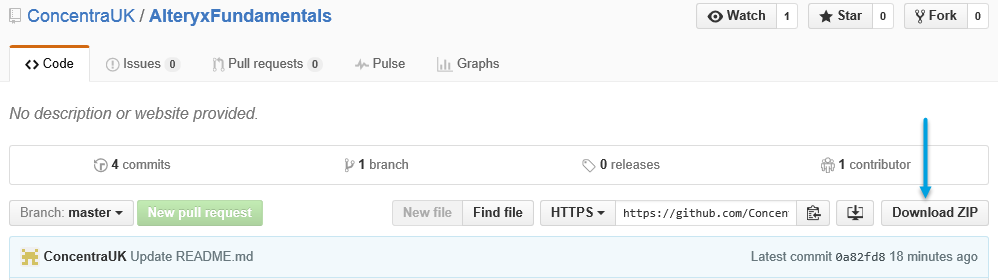 ConcentraUK / AlteryxFundamentals Watch 1 Star 0 Fork 0
Code Issues 0 Pull requests 0 Pulse Graphs
No description or website provided.
4 commits 1 branch 0 releases 1 contributor
Branch: master New pull request New file Find file HTTPS https://github.com/Concent Download ZIP
ConcentraUK Update README.md Latest commit 0a82fd8 18 minutes ago